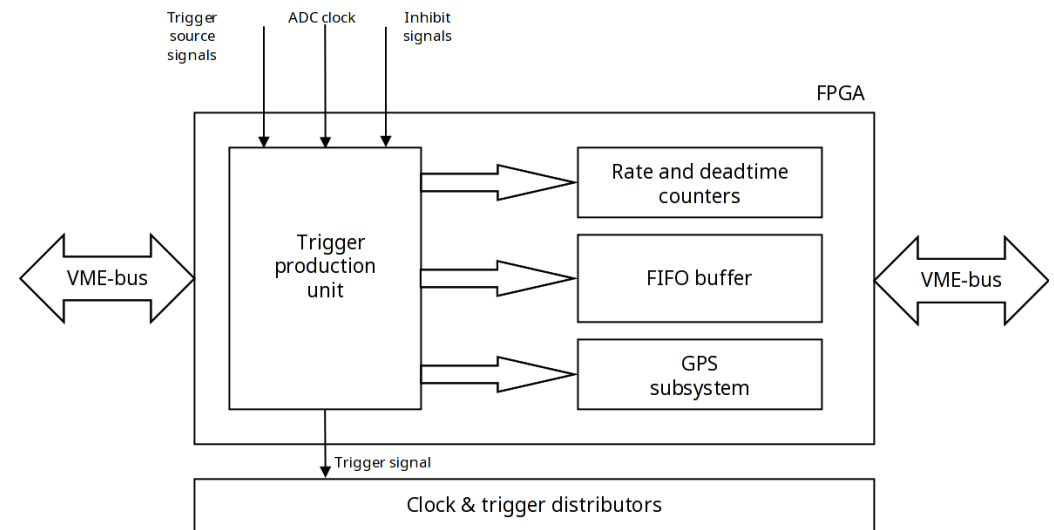 Trigger
source
signals
ADC clock
Inhibit
signals
FPGA
Trigger
production
unit
Rate and deadtime
counters
FIFO buffer
GPS
subsystem
VME-bus
VME-bus
Trigger signal
Clock & trigger distributors